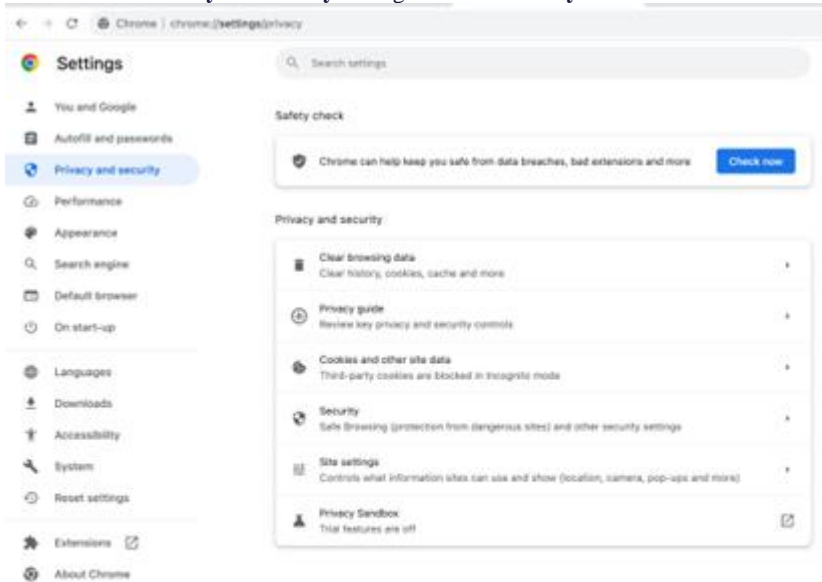 Chrome | chrome://settings/privacy
Settings
Search settings
You and Google
Autofill and passwords
Privacy and security
Performance
Appearance
Search engine
Default browser
On start-up
Languages
Downloads
Accessibility
System
Reset settings
Extensions
About Chrome
Safety check
Chrome can help keep you safe from data breaches, bad extensions and more
Check now
Privacy and security
Clear browsing data
Clear history, cookies, cache and more
Privacy guide
Review key privacy and security controls
Cookies and other site data
Third-party cookies are blocked in Incognito mode
Security
Safe Browsing (protection from dangerous sites) and other security settings
Site settings
Controls what information sites can use and show (location, camera, pop-ups and more)
Privacy Sandbox
Trial features are off